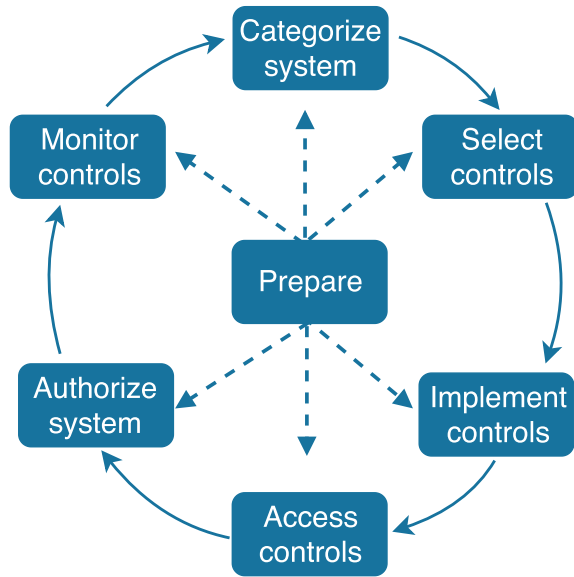 Categorize
system
Monitor
controls
Select
controls
Prepare
Authorize
system
Implement
controls
Access
controls